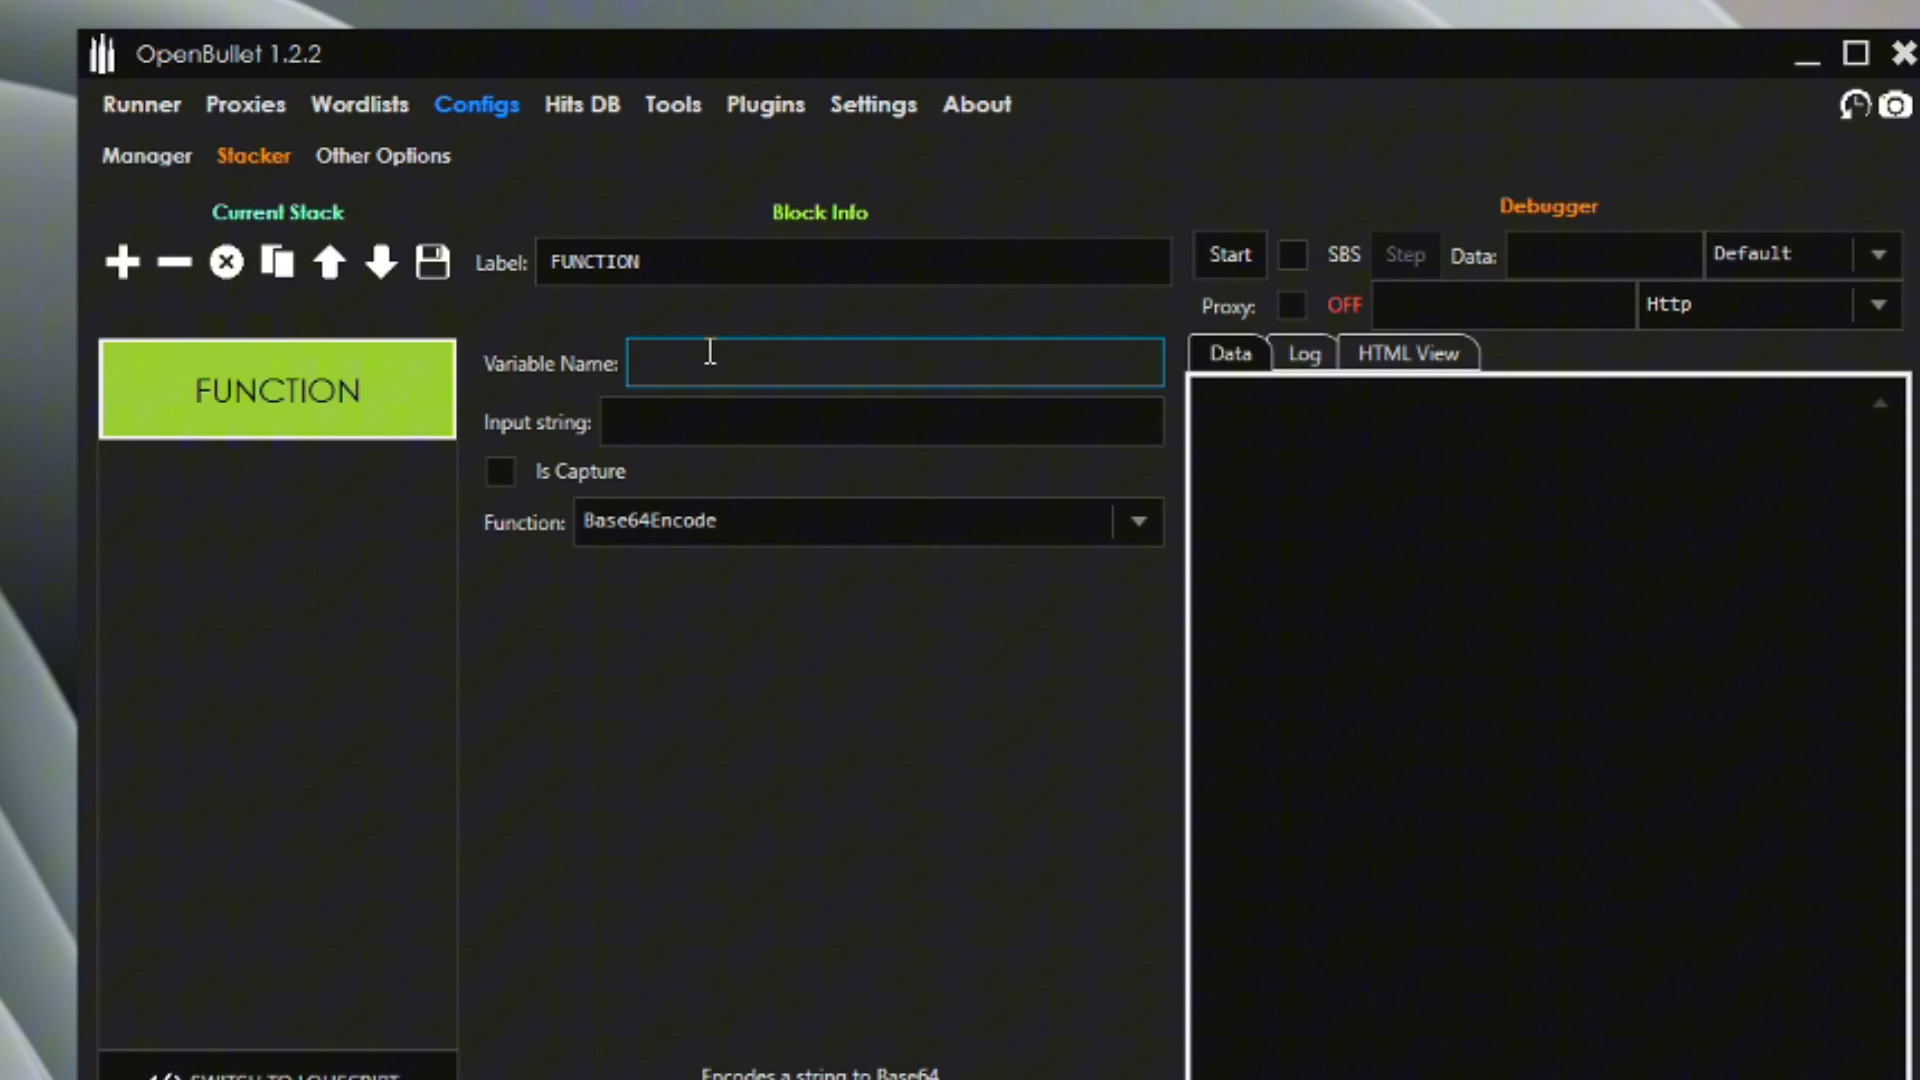 OpenBullet 1.2.2
Runner Proxies Wordlists Configs Hits DB Tools Plugins Settings About
Manager Stacker Other Options
Current Stack
Block Info
Debugger
Label: FUNCTION
Start SBS Step Data: Default
Proxy: OFF Http
FUNCTION
Variable Name:
Data Log HTML View
Input string:
Is Capture
Function: Base64Encode
SWITCH TO LOLISCRIPT
Encodes a string to Base64